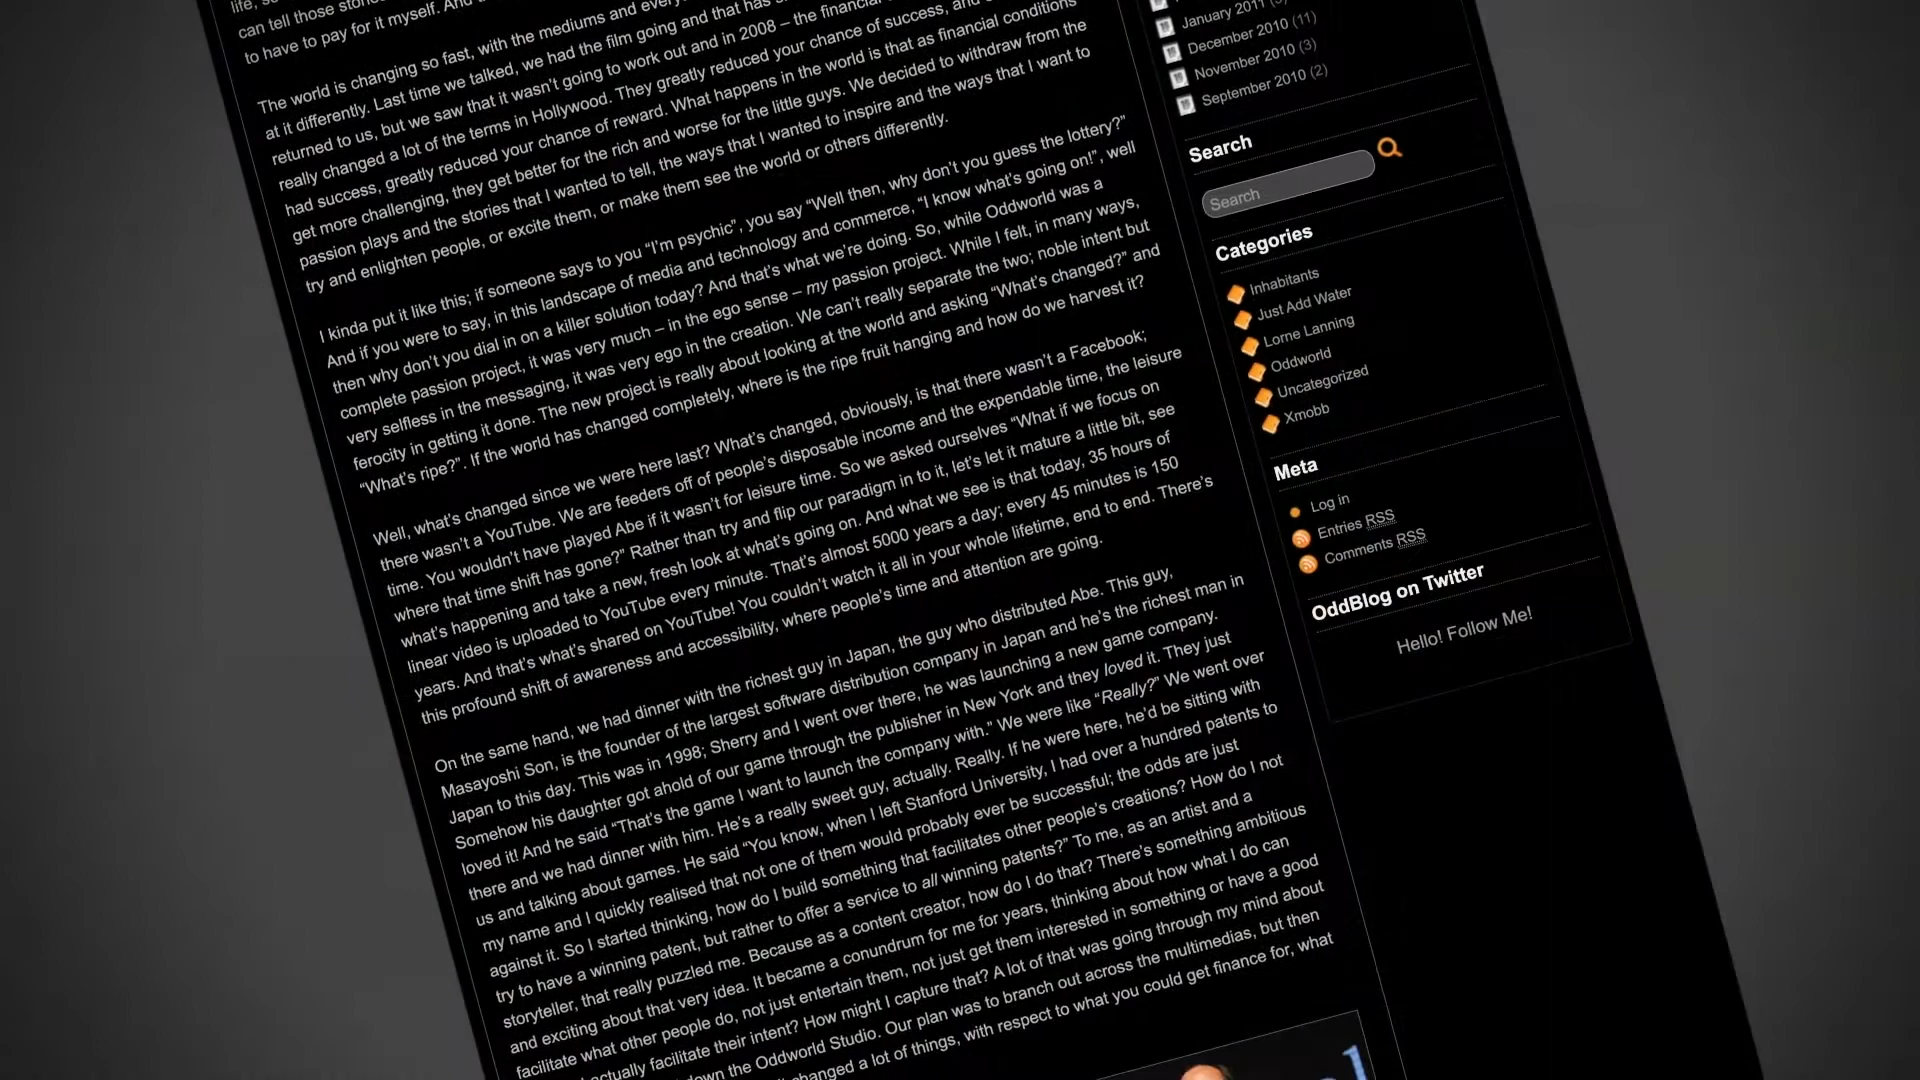 life, so
can tell those stories
to have to pay for it myself. And
The world is changing so fast, with the mediums and
at it differently. Last time we talked, we had the film going and that has
returned to us, but we saw that it wasn't going to work out and in 2008 – the financial
really changed a lot of the terms in Hollywood. They greatly reduced your chance of success, and
had success, greatly reduced your chance of reward. What happens in the world is that as financial conditions
get more challenging, they get better for the rich and worse for the little guys. We decided to withdraw from the
passion plays and the stories that I wanted to tell, the ways that I wanted to inspire and the ways that I want to
try and enlighten people, or excite them, or make them see the world or others differently.
I kinda put it like this; if someone says to you “I'm psychic”, you say “Well then, why don't you guess the lottery?”
And if you were to say, in this landscape of media and technology and commerce, “I know what's going on!”, well
then why don't you dial in on a killer solution today? And that's what we're doing. So, while Oddworld was a
complete passion project, it was very much – in the ego sense – my passion project. While I felt, in many ways,
very selfless in the messaging, it was very ego in the creation. We can't really separate the two; noble intent but
ferocity in getting it done. The new project is really about looking at the world and asking “What's changed?” and
“What's ripe?”. If the world has changed completely, where is the ripe fruit hanging and how do we harvest it?
Well, what's changed since we were here last? What's changed, obviously, is that there wasn't a Facebook;
there wasn't a YouTube. We are feeders off of people's disposable income and the expendable time, the leisure
time. You wouldn't have played Abe if it wasn't for leisure time. So we asked ourselves “What if we focus on
where that time shift has gone?” Rather than try and flip our paradigm in to it, let's let it mature a little bit, see
what's happening and take a new, fresh look at what's going on. And what we see is that today, 35 hours of
linear video is uploaded to YouTube every minute. That's almost 5000 years a day; every 45 minutes is 150
years. And that's what's shared on YouTube! You couldn't watch it all in your whole lifetime, end to end. There's
this profound shift of awareness and accessibility, where people's time and attention are going.
On the same hand, we had dinner with the richest guy in Japan, the guy who distributed Abe. This guy,
Masayoshi Son, is the founder of the largest software distribution company in Japan and he's the richest man in
Japan to this day. This was in 1998; Sherry and I went over there, he was launching a new game company.
Somehow his daughter got ahold of our game through the publisher in New York and they loved it. They just
loved it! And he said “That's the game I want to launch the company with.” We were like “Really?” We went over
there and we had dinner with him. He's a really sweet guy, actually. Really. If he were here, he'd be sitting with
us and talking about games. He said “You know, when I left Stanford University, I had over a hundred patents to
my name and I quickly realised that not one of them would probably ever be successful; the odds are just
against it. So I started thinking, how do I build something that facilitates other people's creations? How do I not
try to have a winning patent, but rather to offer a service to all winning patents?” To me, as an artist and a
storyteller, that really puzzled me. Because as a content creator, how do I do that? There's something ambitious
and exciting about that very idea. It became a conundrum for me for years, thinking about how what I do can
facilitate what other people do, not just entertain them, not just get them interested in something or have a good
actually facilitate their intent? How might I capture that? A lot of that was going through my mind about
down the Oddworld Studio. Our plan was to branch out across the multimedias, but then
changed a lot of things, with respect to what you could get finance for, what
January 2011
December 2010 (11)
November 2010 (3)
September 2010 (2)
Search
Search
Categories
Inhabitants
Just Add Water
Lorne Lanning
Oddworld
Uncategorized
Xmobb
Meta
Log in
Entries RSS
Comments RSS
OddBlog on Twitter
Hello! Follow Me!